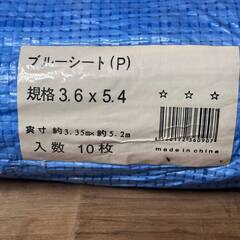 ブルーシート(P)
規格 3.6 x 5.4
☆ ☆ ☆
実寸 約3.35m×約5.2m
入数 10枚
made in china